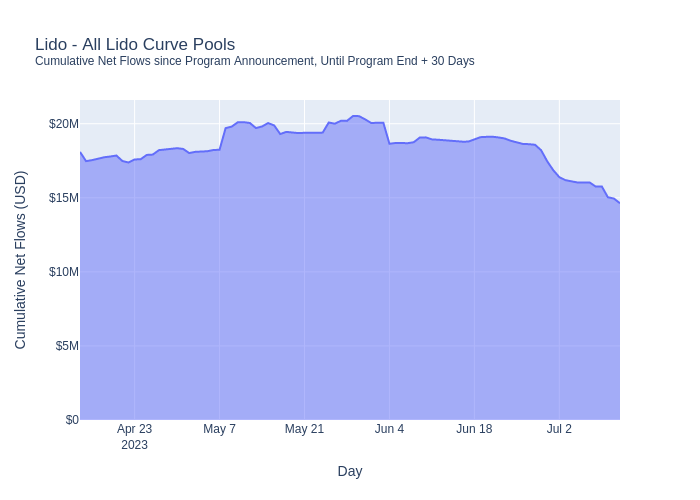 Lido - All Lido Curve Pools
Cumulative Net Flows since Program Announcement, Until Program End + 30 Days
Cumulative Net Flows (USD)
$20M
$15M
$10M
$5M
$0
Apr 23
2023
May 7
May 21
Jun 4
Jun 18
Jul 2
Day